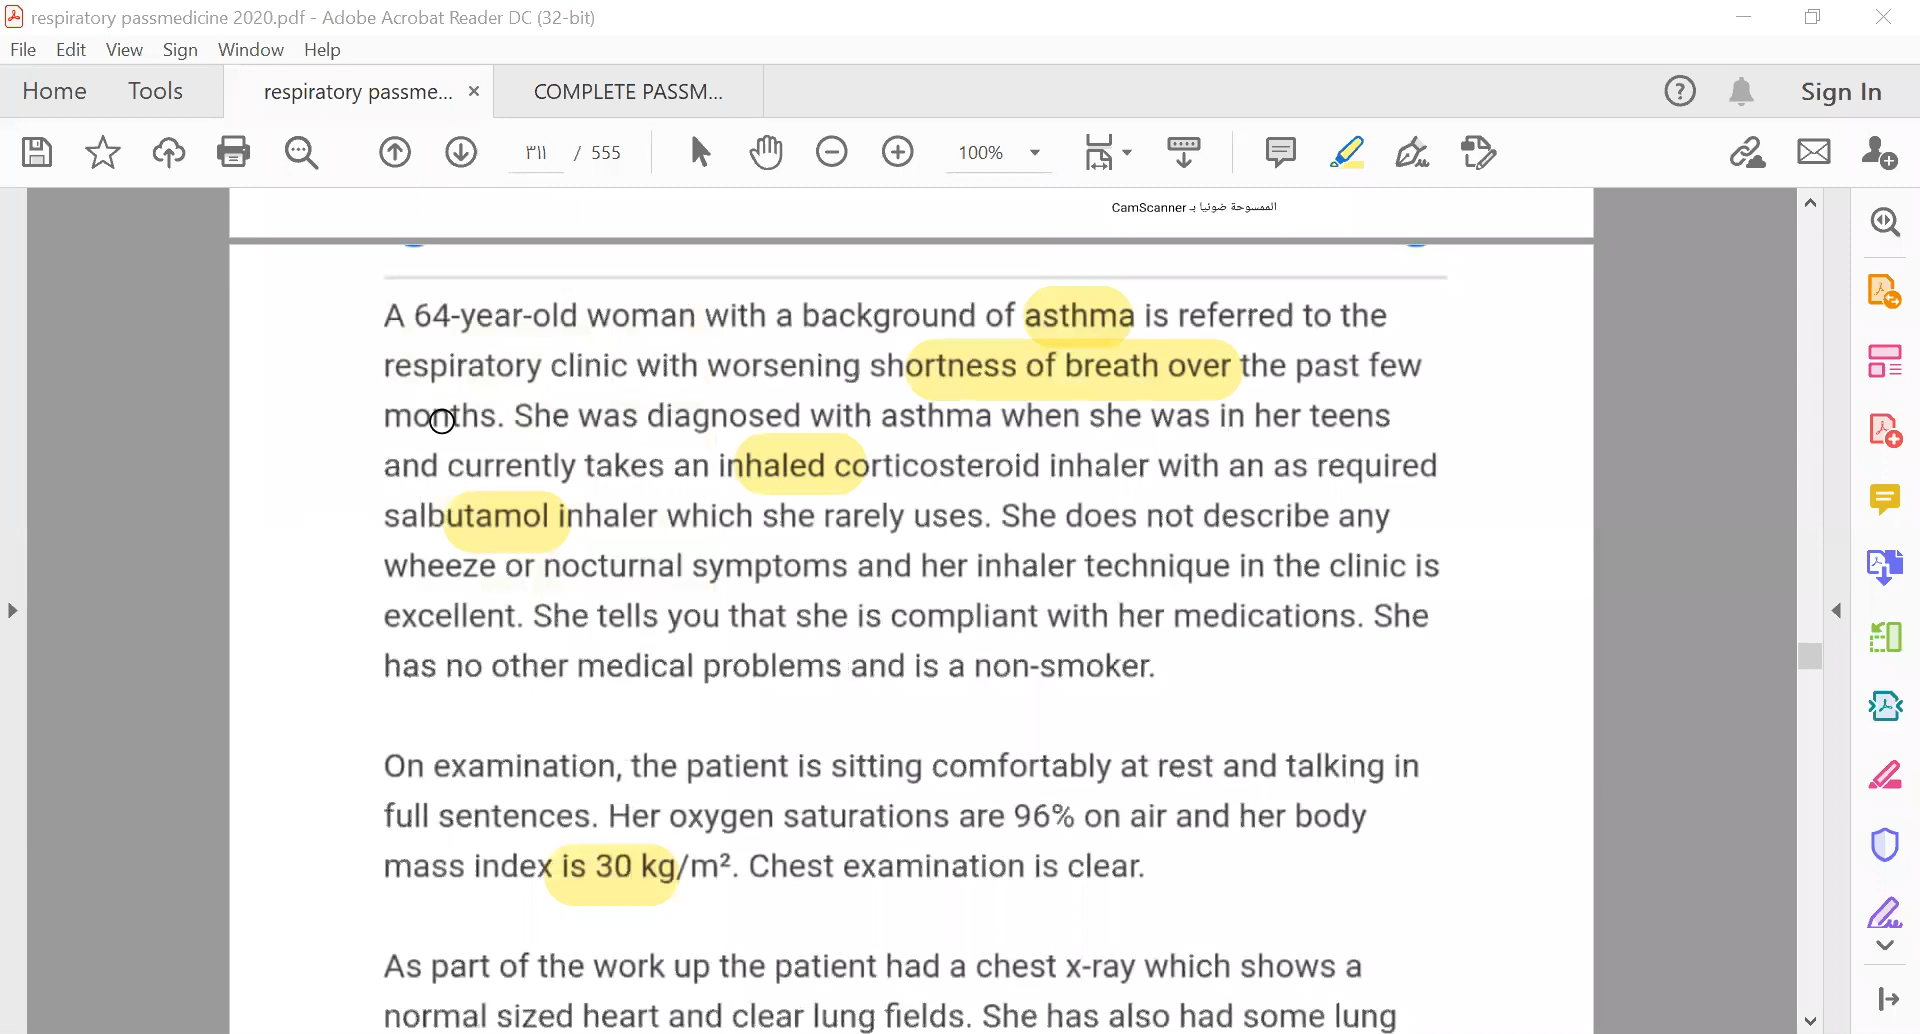 respiratory passmedicine 2020.pdf - Adobe Acrobat Reader DC (32-bit)
File Edit View Sign Window Help
Home Tools respiratory passme... × COMPLETE PASSM... Sign In
٣١١ / 555 100%
الممسوحة ضوئيا بـ CamScanner
A 64-year-old woman with a background of asthma is referred to the
respiratory clinic with worsening shortness of breath over the past few
months. She was diagnosed with asthma when she was in her teens
and currently takes an inhaled corticosteroid inhaler with an as required
salbutamol inhaler which she rarely uses. She does not describe any
wheeze or nocturnal symptoms and her inhaler technique in the clinic is
excellent. She tells you that she is compliant with her medications. She
has no other medical problems and is a non-smoker.
On examination, the patient is sitting comfortably at rest and talking in
full sentences. Her oxygen saturations are 96% on air and her body
mass index is 30 kg/m². Chest examination is clear.
As part of the work up the patient had a chest x-ray which shows a
normal sized heart and clear lung fields. She has also had some lung